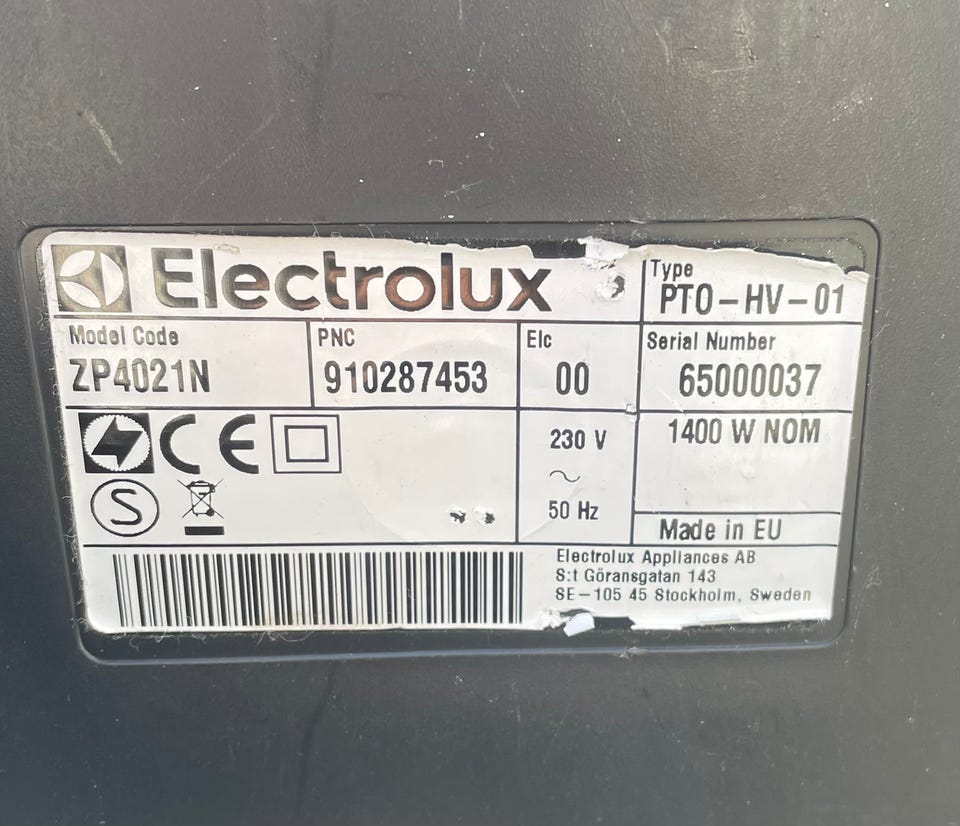 Electrolux
Type
PTO-HV-01
Model Code
ZP4021N
PNC
910287453
Elc
00
Serial Number
65000037
CE
S
230 V
~
50 Hz
1400 W NOM
Made in EU
Electrolux Appliances AB
S:t Göransgatan 143
SE-105 45 Stockholm, Sweden